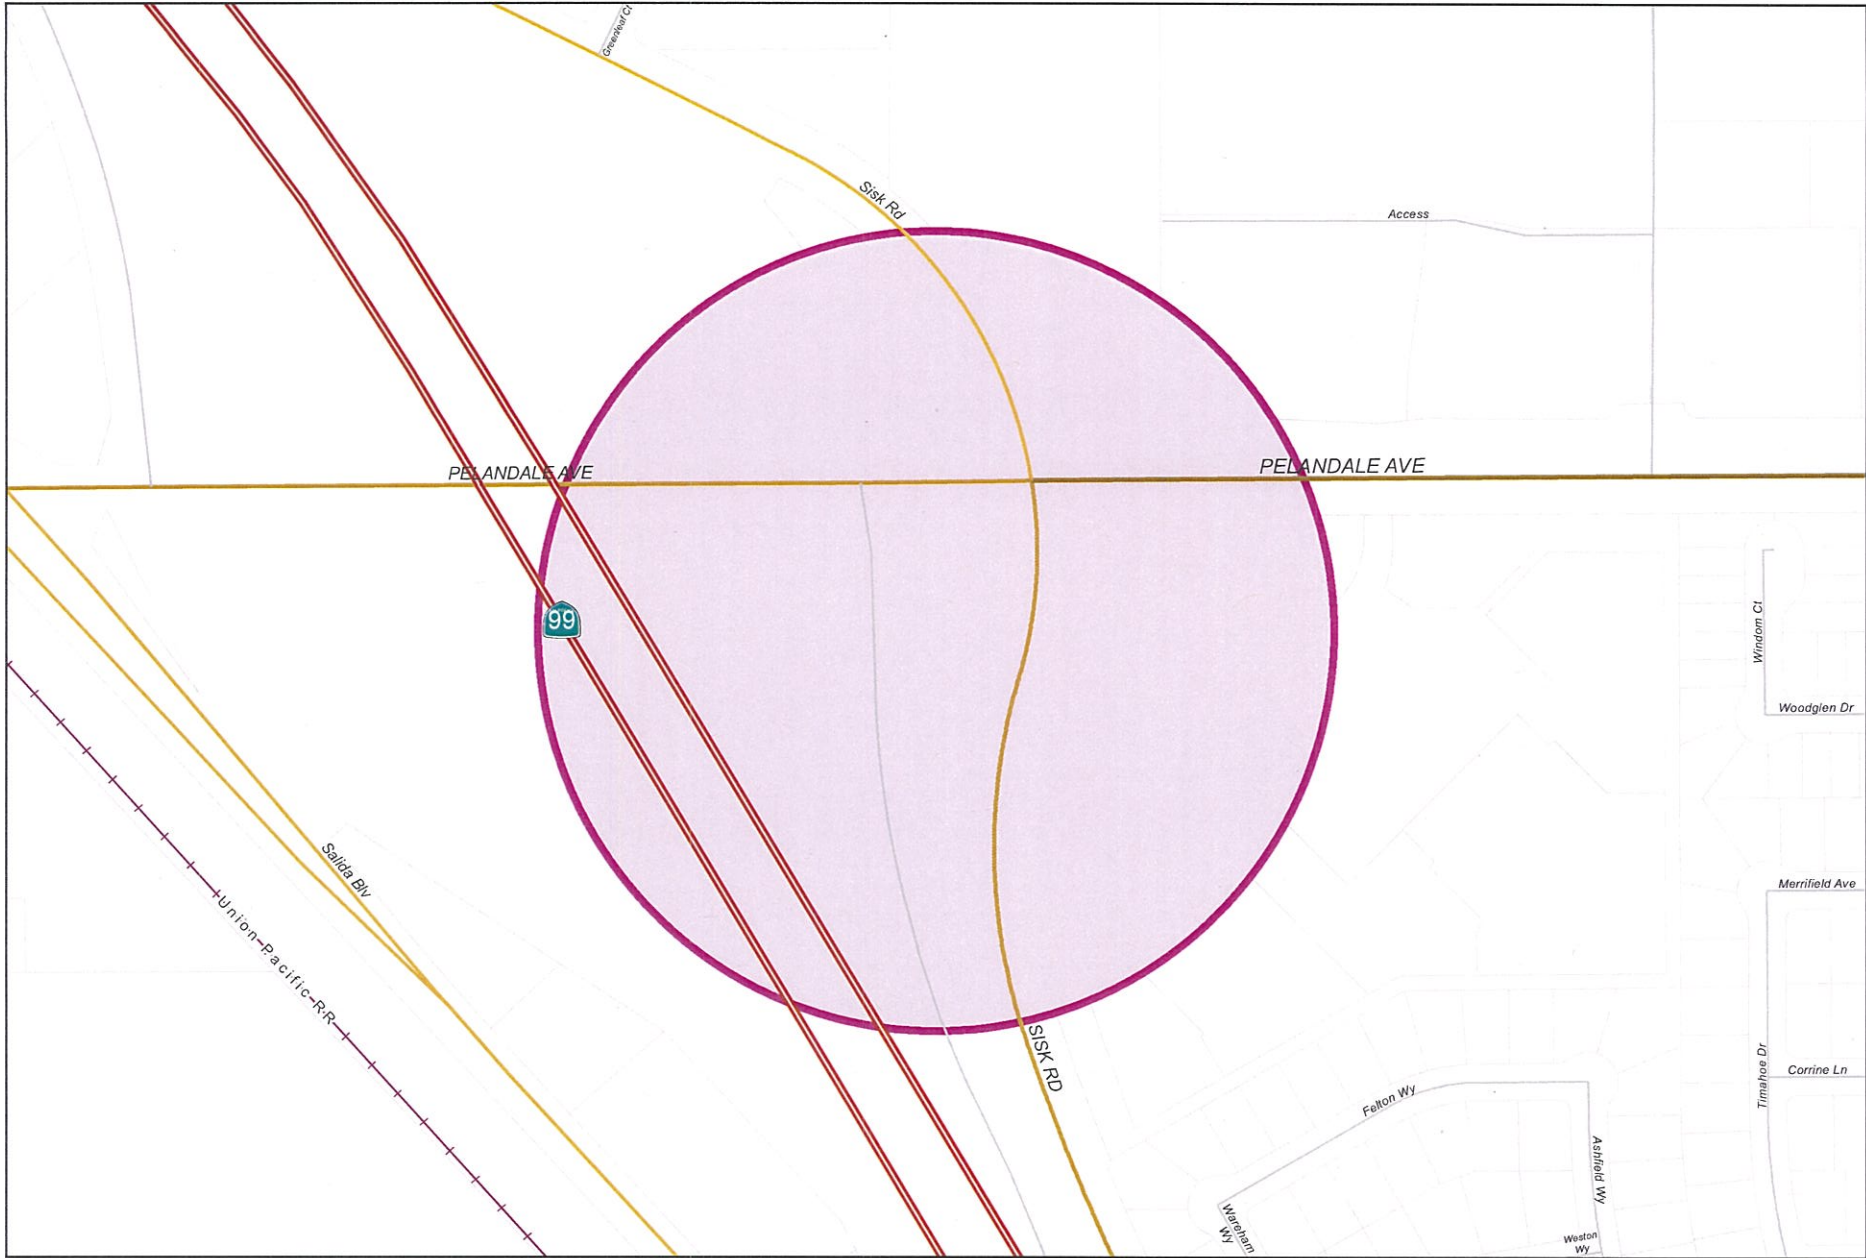 Greenleaf Ct
Sisk Rd
Access
PELANDALE AVE
PELANDALE AVE
99
Windom Ct
Woodglen Dr
Salida Blv
Merrifield Ave
Union Pacific RR
SISK RD
Timahoe Dr
Corrine Ln
Felton Wy
Ashfield Wy
Wareham
Wy
Weston
Wy